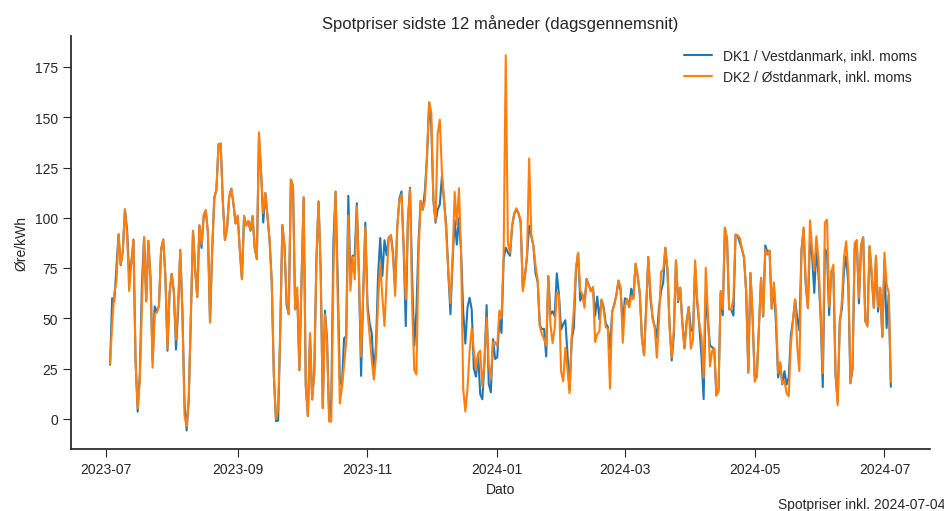 Spotpriser sidste 12 måneder (dagsgennemsnit)
DK1 / Vestdanmark, inkl. moms
DK2 / Østdanmark, inkl. moms
Øre/kWh
175
150
125
100
75
50
25
0
2023-07
2023-09
2023-11
2024-01
2024-03
2024-05
2024-07
Dato
Spotpriser inkl. 2024-07-04